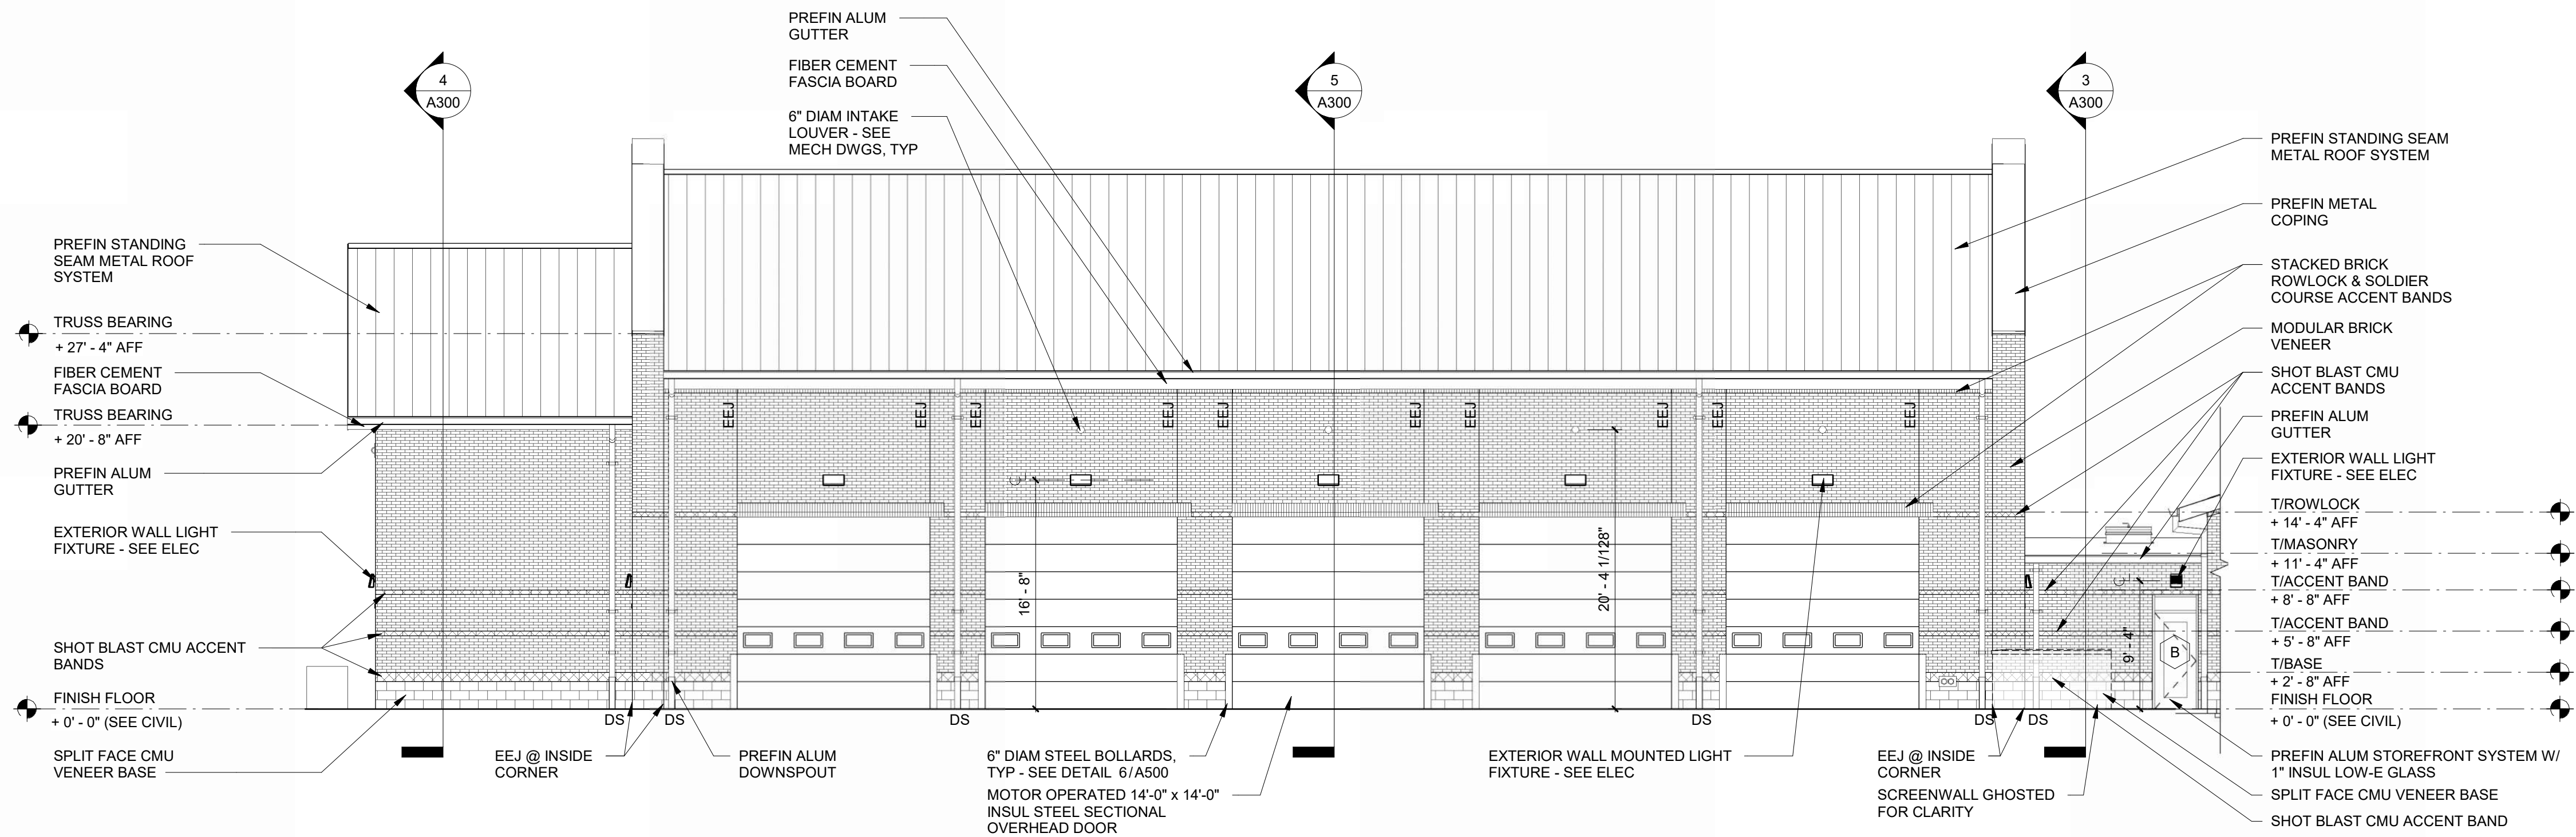 PREFIN ALUM
GUTTER
FIBER CEMENT
FASCIA BOARD
6" DIAM INTAKE
LOUVER - SEE
MECH DWGS, TYP
4
A300
5
A300
3
A300
PREFIN STANDING
SEAM METAL ROOF
SYSTEM
TRUSS BEARING
+ 27' - 4" AFF
FIBER CEMENT
FASCIA BOARD
TRUSS BEARING
+ 20' - 8" AFF
PREFIN ALUM
GUTTER
EXTERIOR WALL LIGHT
FIXTURE - SEE ELEC
SHOT BLAST CMU ACCENT
BANDS
FINISH FLOOR
+ 0' - 0" (SEE CIVIL)
SPLIT FACE CMU
VENEER BASE
EEJ
EEJ
EEJ
EEJ
EEJ
EEJ
EEJ
EEJ
EEJ
EEJ
16' - 8"
20' - 4 1/128"
9' - 4"
B
DS
DS
DS
DS
DS
DS
EEJ @ INSIDE
CORNER
PREFIN ALUM
DOWNSPOUT
6" DIAM STEEL BOLLARDS,
TYP - SEE DETAIL 6/A500
MOTOR OPERATED 14'-0" x 14'-0"
INSUL STEEL SECTIONAL
OVERHEAD DOOR
EXTERIOR WALL MOUNTED LIGHT
FIXTURE - SEE ELEC
EEJ @ INSIDE
CORNER
SCREENWALL GHOSTED
FOR CLARITY
PREFIN STANDING SEAM
METAL ROOF SYSTEM
PREFIN METAL
COPING
STACKED BRICK
ROWLOCK & SOLDIER
COURSE ACCENT BANDS
MODULAR BRICK
VENEER
SHOT BLAST CMU
ACCENT BANDS
PREFIN ALUM
GUTTER
EXTERIOR WALL LIGHT
FIXTURE - SEE ELEC
T/ROWLOCK
+ 14' - 4" AFF
T/MASONRY
+ 11' - 4" AFF
T/ACCENT BAND
+ 8' - 8" AFF
T/ACCENT BAND
+ 5' - 8" AFF
T/BASE
+ 2' - 8" AFF
FINISH FLOOR
+ 0' - 0" (SEE CIVIL)
PREFIN ALUM STOREFRONT SYSTEM W/
1" INSUL LOW-E GLASS
SPLIT FACE CMU VENEER BASE
SHOT BLAST CMU ACCENT BAND